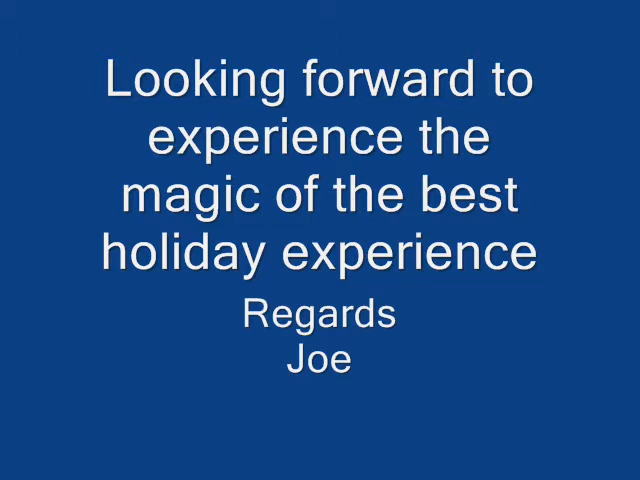 Looking forward to
experience the
magic of the best
holiday experience
Regards
Joe